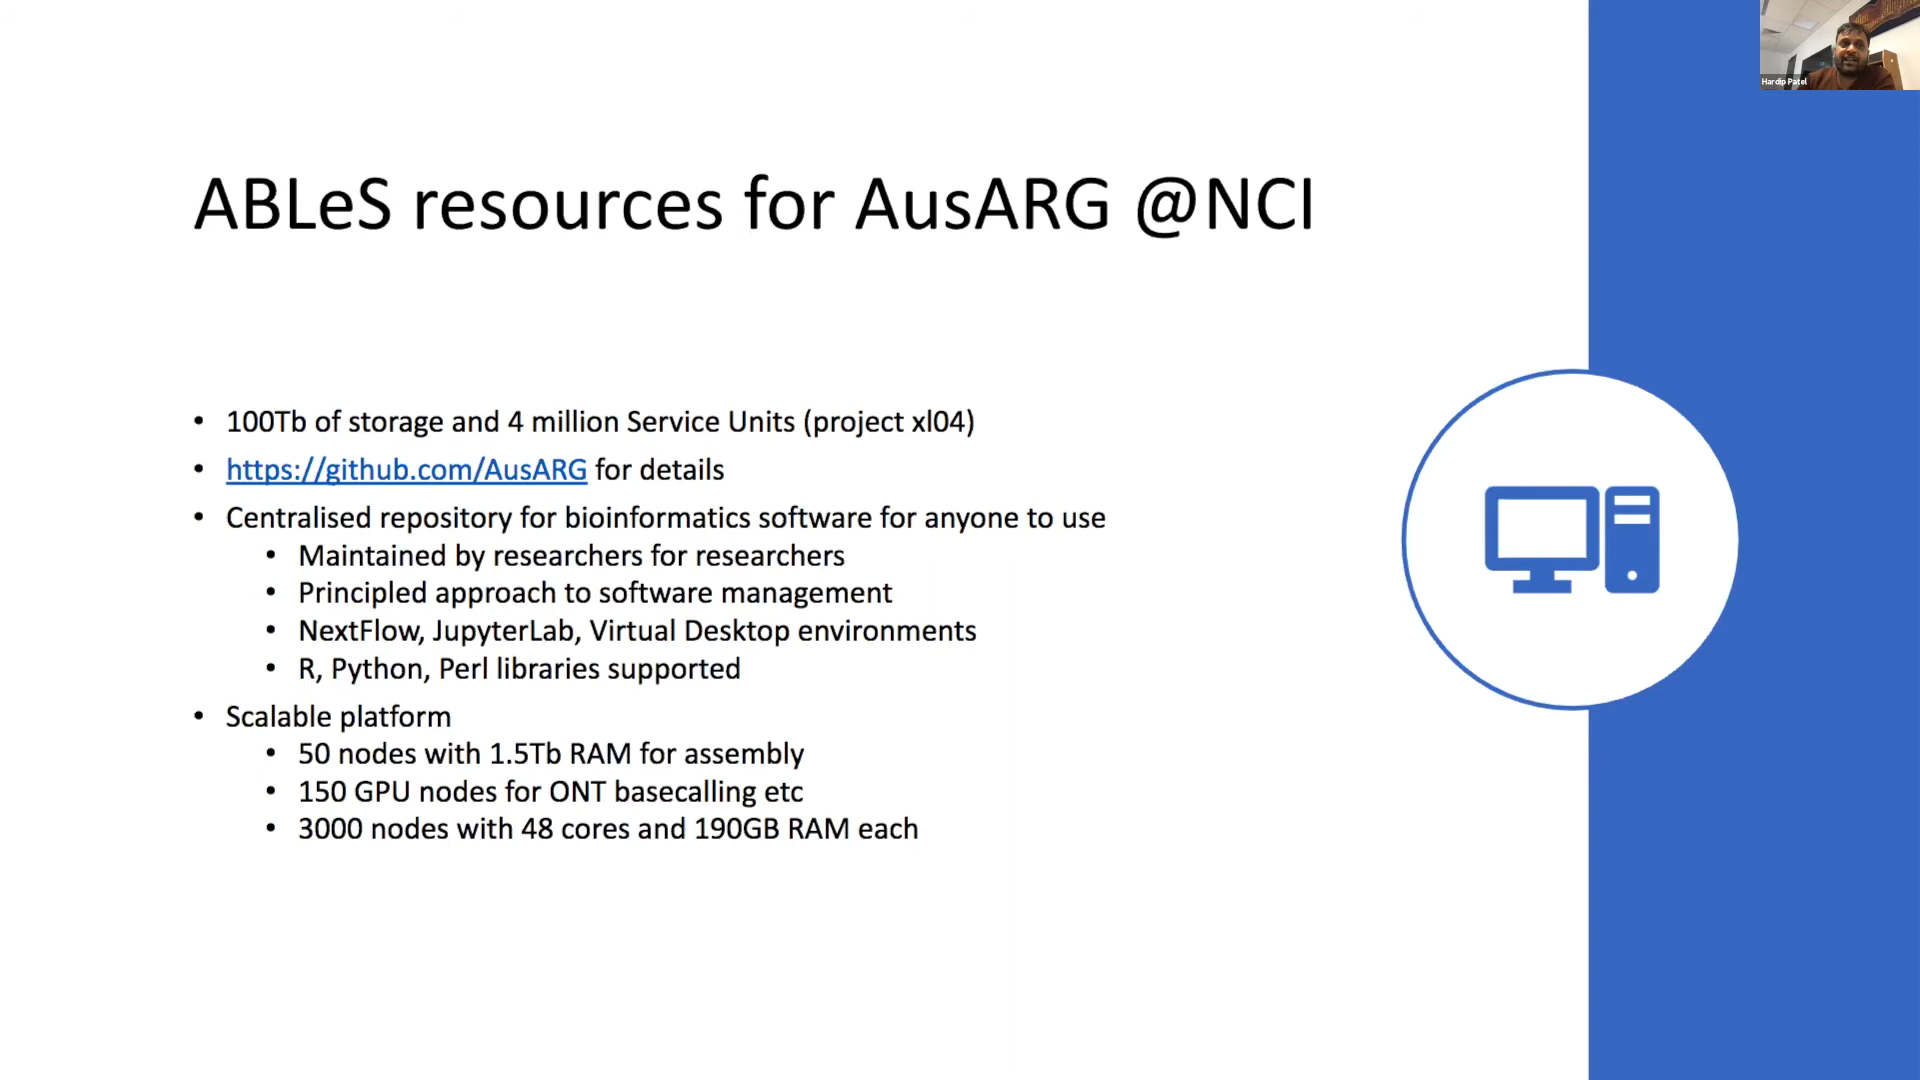 Hardip Patel
ABLeS resources for AusARG @NCI
• 100Tb of storage and 4 million Service Units (project xl04)
• https://github.com/AusARG for details
• Centralised repository for bioinformatics software for anyone to use
• Maintained by researchers for researchers
• Principled approach to software management
• NextFlow, JupyterLab, Virtual Desktop environments
• R, Python, Perl libraries supported
• Scalable platform
• 50 nodes with 1.5Tb RAM for assembly
• 150 GPU nodes for ONT basecalling etc
• 3000 nodes with 48 cores and 190GB RAM each